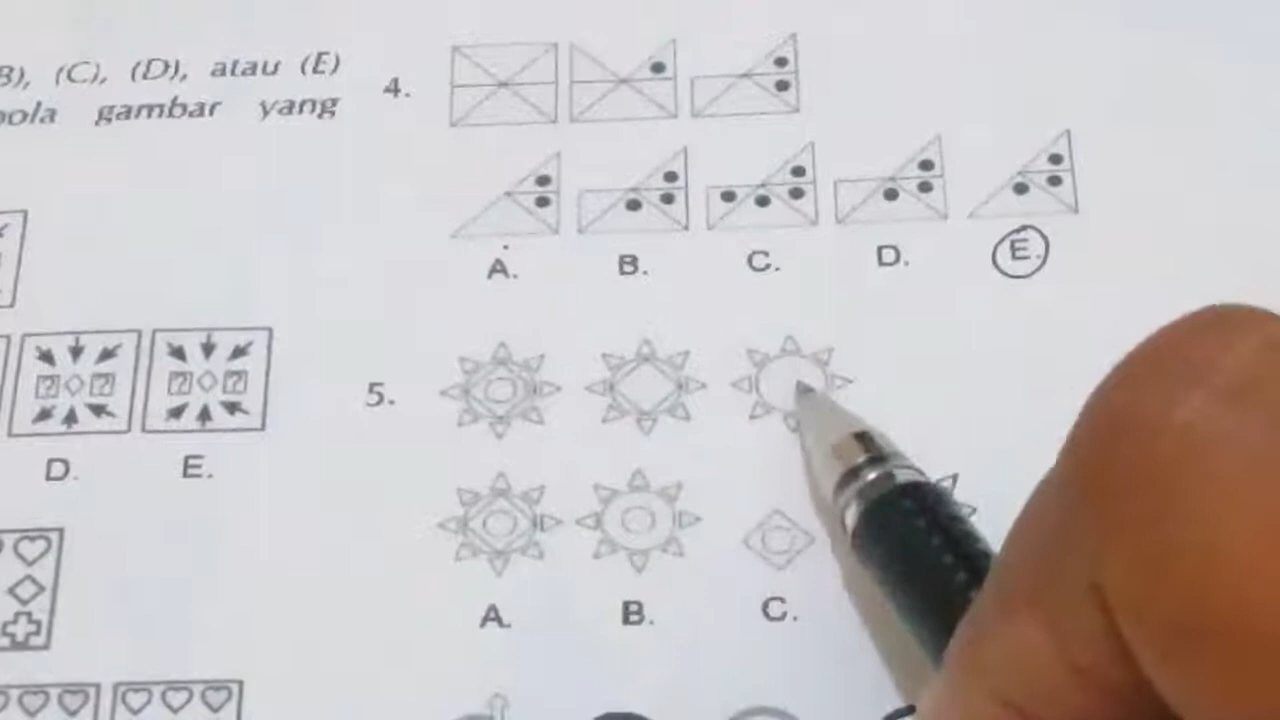 B), (C), (D), atau (E)
pola gambar yang
4.
A. B. C. D. E.
D. E.
5.
A. B. C.